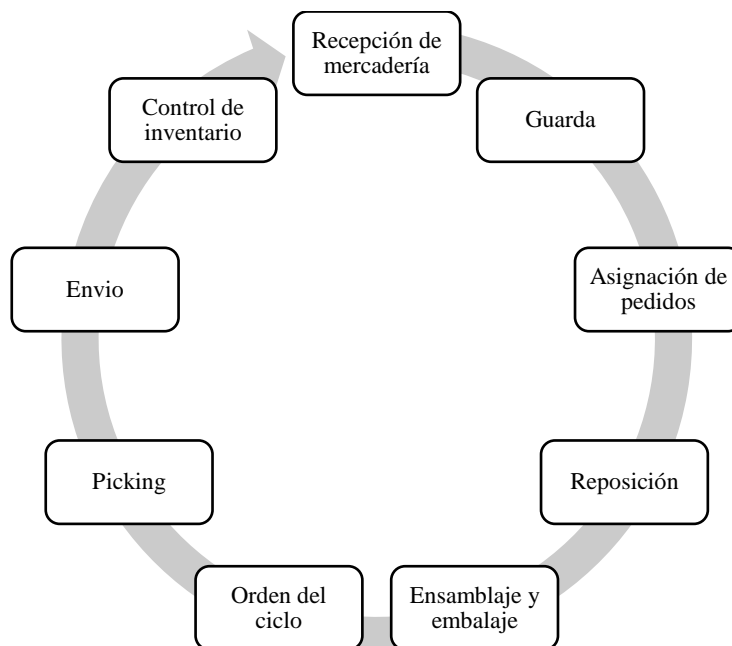 Recepción de
mercadería
Guarda
Asignación de
pedidos
Reposición
Ensamblaje y
embalaje
Orden del
ciclo
Picking
Envio
Control de
inventario